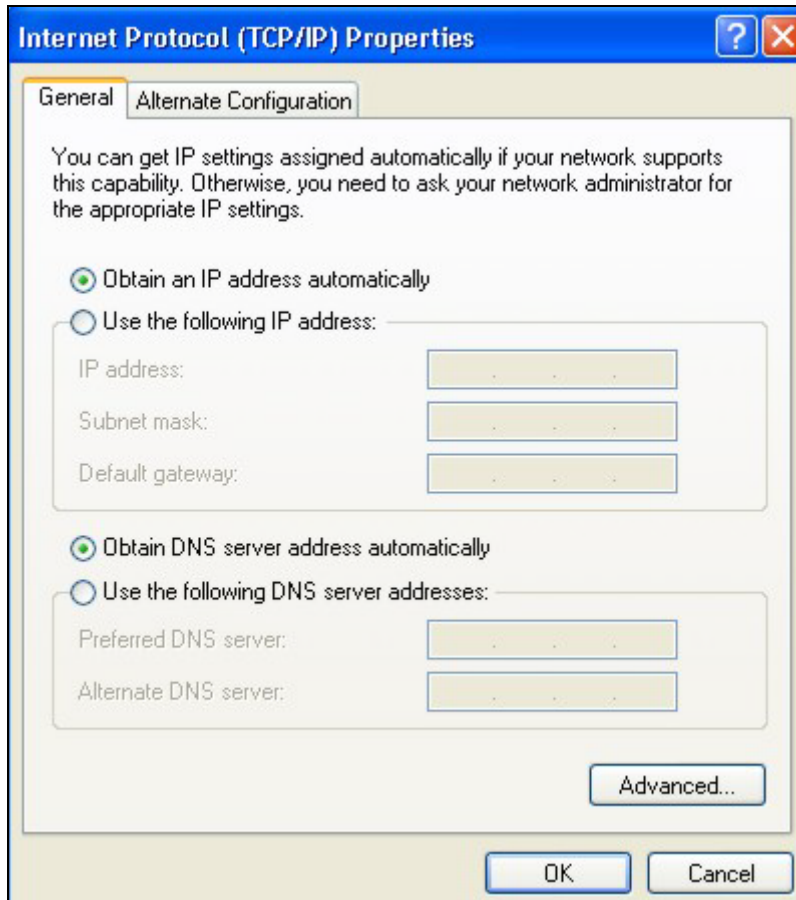 Internet Protocol (TCP/IP) Properties
General
Alternate Configuration
You can get IP settings assigned automatically if your network supports
this capability. Otherwise, you need to ask your network administrator for
the appropriate IP settings.
Obtain an IP address automatically
Use the following IP address:
IP address:
Subnet mask:
Default gateway:
Obtain DNS server address automatically
Use the following DNS server addresses:
Preferred DNS server:
Alternate DNS server:
Advanced...
OK
Cancel